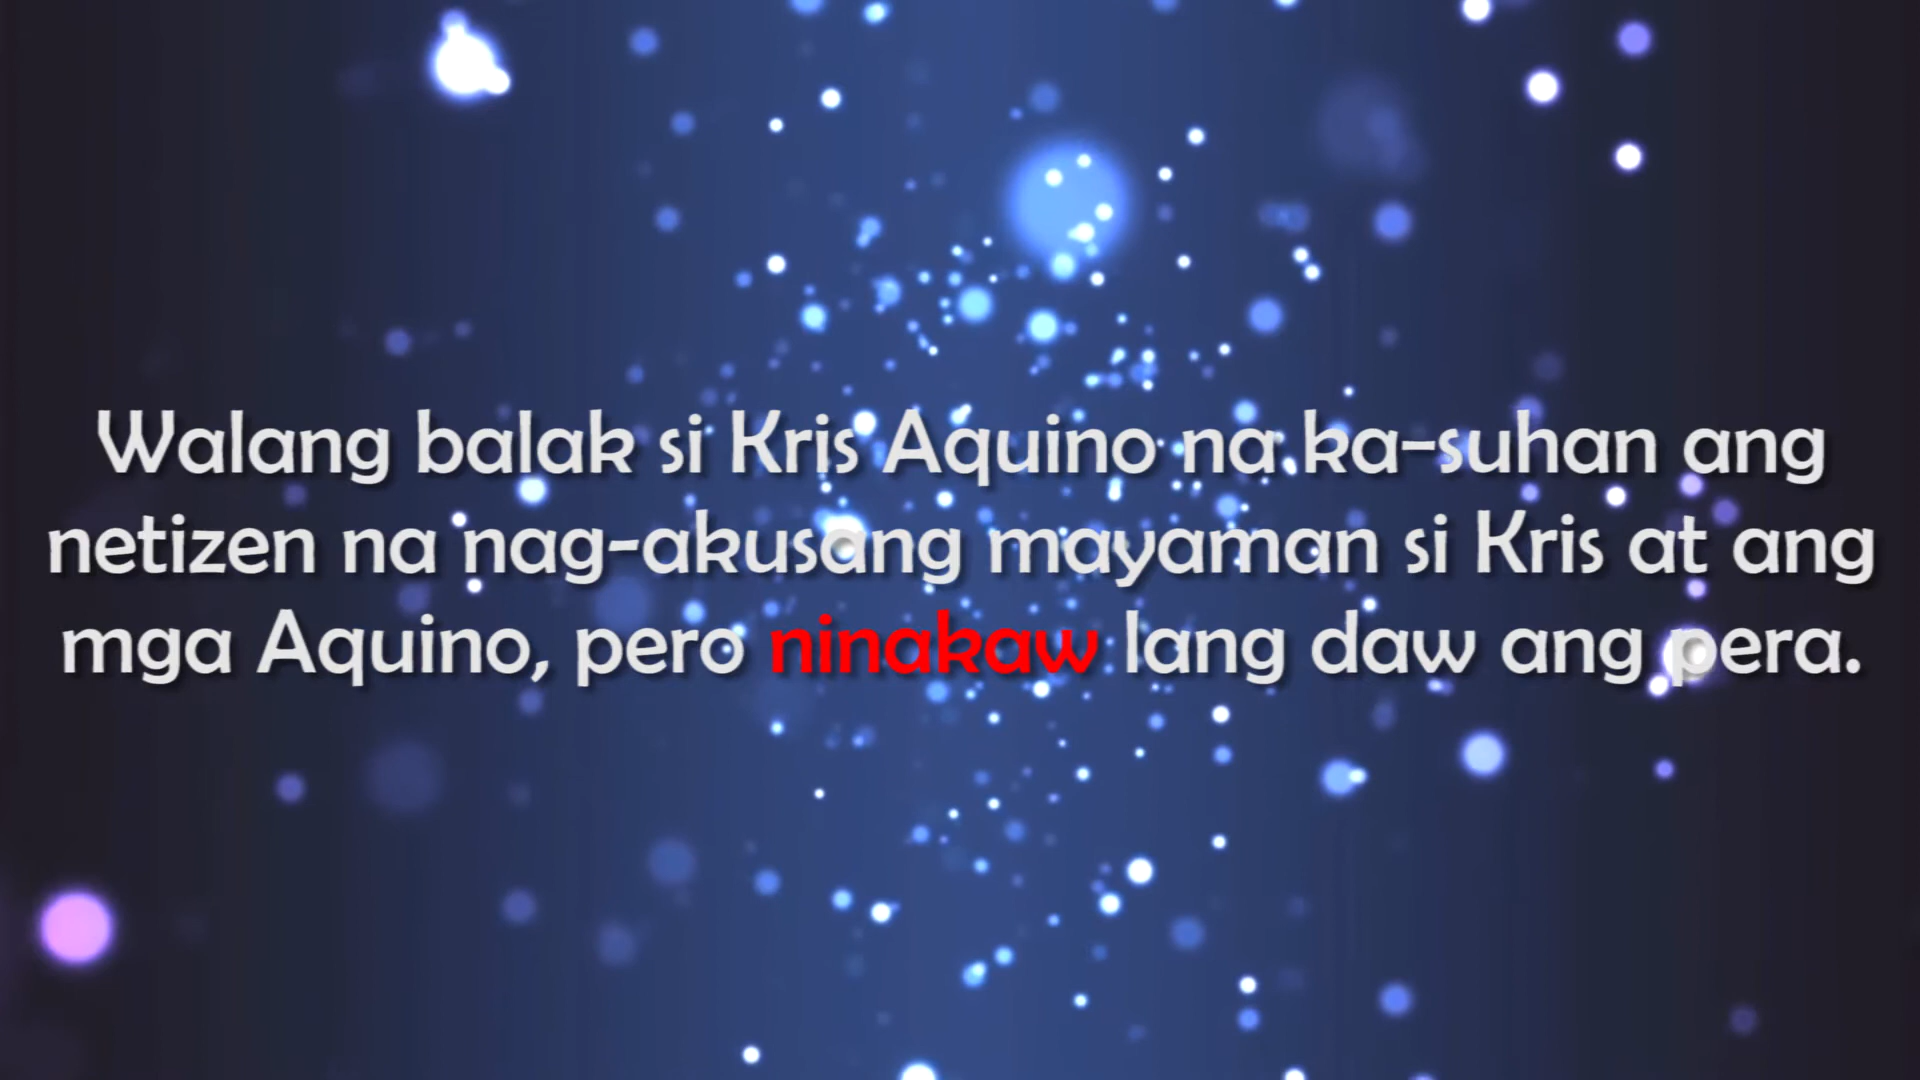 Walang balak si Kris Aquino na ka-suhan ang
netizen na nag-akusang mayaman si Kris at ang
mga Aquino, pero ninakaw lang daw ang pera.